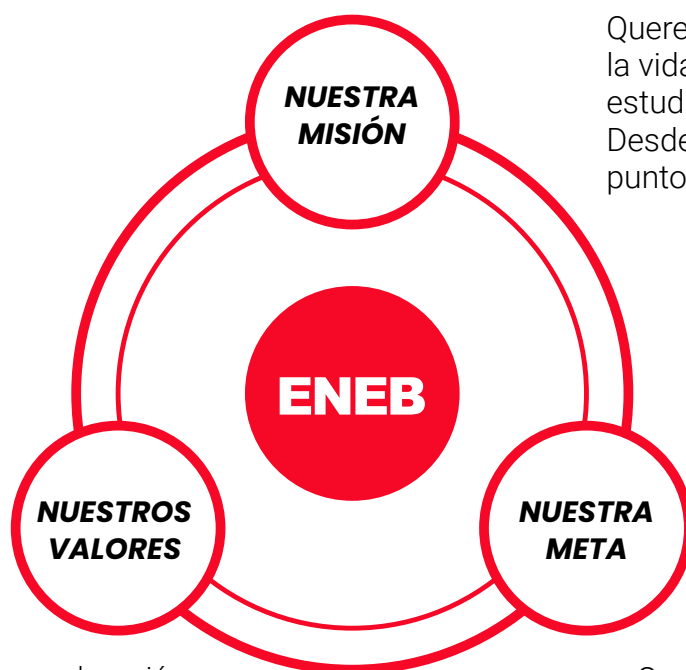 Quere
la vida
estud
Desde
punto
NUESTRA
MISIÓN
ENEB
NUESTROS
VALORES
NUESTRA
META